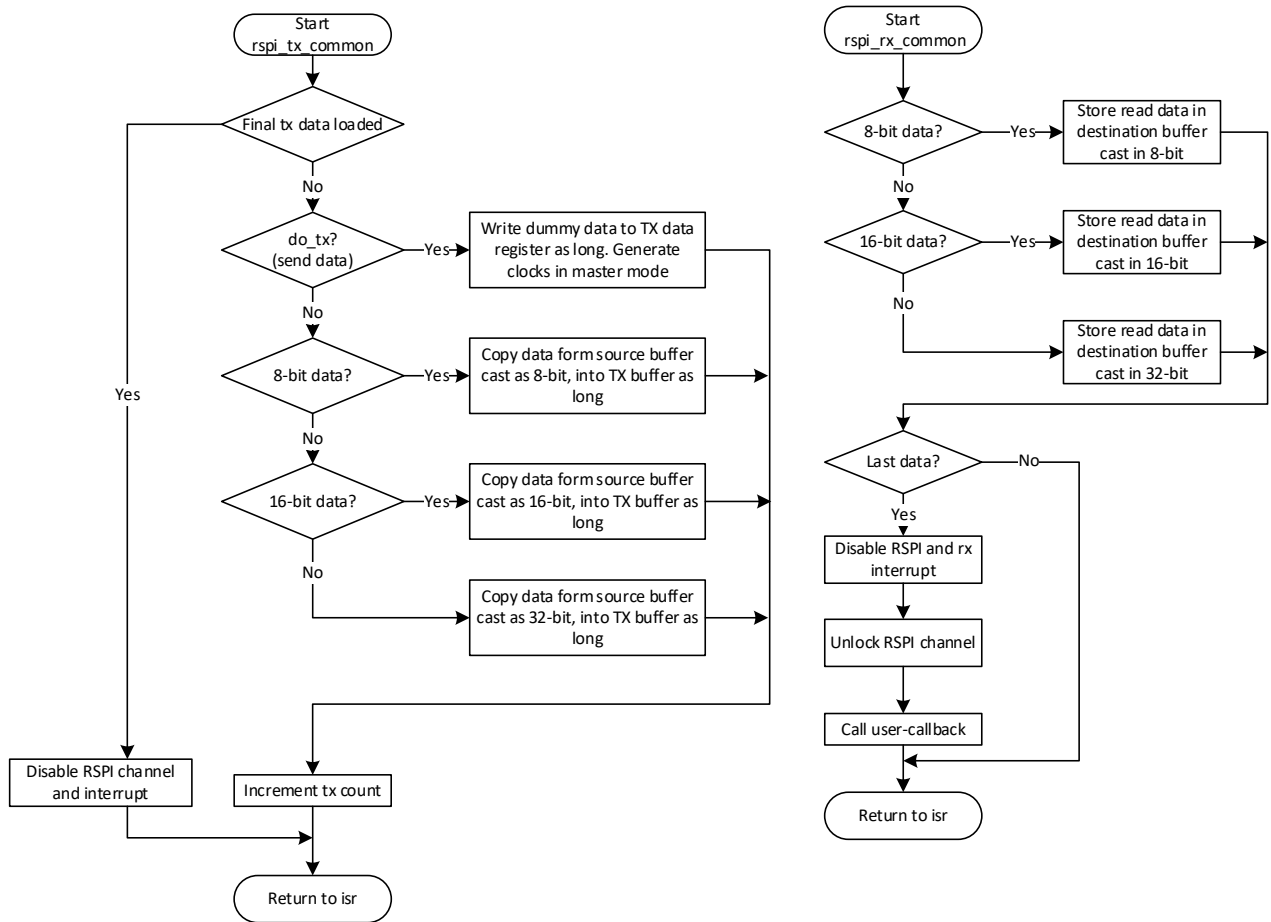 Start
rspi_tx_common
Final tx data loaded
No
do_tx?
(send data)
Yes
Write dummy data to TX data
register as long. Generate
clocks in master mode
No
8-bit data?
Yes
Copy data form source buffer
cast as 8-bit, into TX buffer as
long
Yes
No
16-bit data?
Yes
Copy data form source buffer
cast as 16-bit, into TX buffer as
long
No
Copy data form source buffer
cast as 32-bit, into TX buffer as
long
Disable RSPI channel
and interrupt
Increment tx count
Return to isr
Start
rspi_rx_common
8-bit data?
Yes
Store read data in
destination buffer
cast in 8-bit
No
16-bit data?
Yes
Store read data in
destination buffer
cast in 16-bit
No
Store read data in
destination buffer
cast in 32-bit
Last data?
No
Yes
Disable RSPI and rx
interrupt
Unlock RSPI channel
Call user-callback
Return to isr